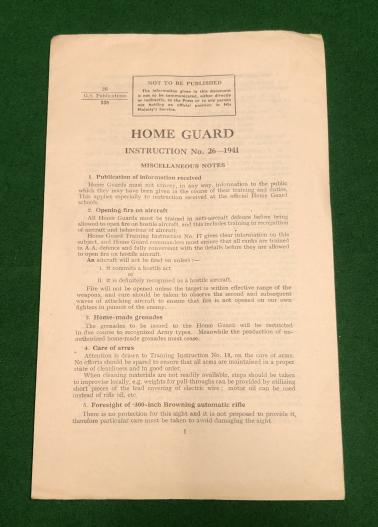 26
G.S. Publications
338
NOT TO BE PUBLISHED
The information given in this document
is not to be communicated, either directly
or indirectly, to the Press or to any person
not holding an official position in His
Majesty's Service.
HOME GUARD
INSTRUCTION No. 26—1941
MISCELLANEOUS NOTES
1. Publication of information received
Home Guards must not convey, in any way, information to the public
which they may have been given in the course of their training and duties.
This applies especially to instruction received at the official Home Guard
schools.
2. Opening fire on aircraft
All Home Guards must be trained in anti-aircraft defence before being
allowed to open fire on hostile aircraft, and this includes training in recognition
of aircraft and behaviour of aircraft.
Home Guard Training Instruction No. 17 gives clear information on this
subject, and Home Guard commanders must ensure that all ranks are trained
in A.A. defence and fully conversant with the details before they are allowed
to open fire on hostile aircraft.
An aircraft will not be fired on unless :—
i. it commits a hostile act
or
ii. it is definitely recognised as a hostile aircraft.
Fire will not be opened unless the target is within effective range of the
weapons, and care should be taken to observe the second and subsequent
waves of attacking aircraft to ensure that fire is not opened on our own
fighters in pursuit of the enemy.
3. Home-made grenades
The grenades to be issued to the Home Guard will be restricted
in due course to recognized Army types. Meanwhile the production of un-
authorized home-made grenades must cease.
4. Care of arms
Attention is drawn to Training Instruction No. 13, on the care of arms.
No efforts should be spared to ensure that all arms are maintained in a proper
state of cleanliness and in good order.
When cleaning materials are not readily available, steps should be taken
to improvise locally, e.g. weights for pull-throughs can be provided by utilising
short pieces of the lead covering of electric wire; motor oil can be used
instead of rifle oil, etc.
5. Foresight of ·300-inch Browning automatic rifle
There is no protection for this sight and it is not proposed to provide it,
therefore particular care must be taken to avoid damaging the sight.
1